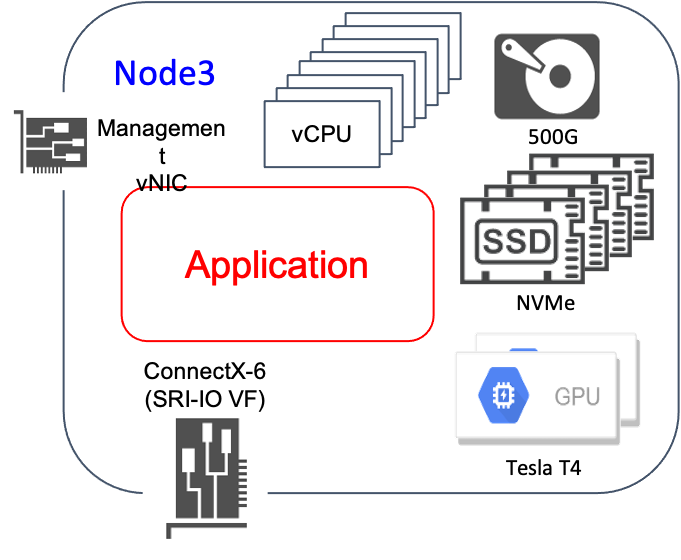 Node3
Managemen
t
vNIC
vCPU
500G
SSD
NVMe
Application
ConnectX-6
(SRI-IO VF)
GPU
Tesla T4